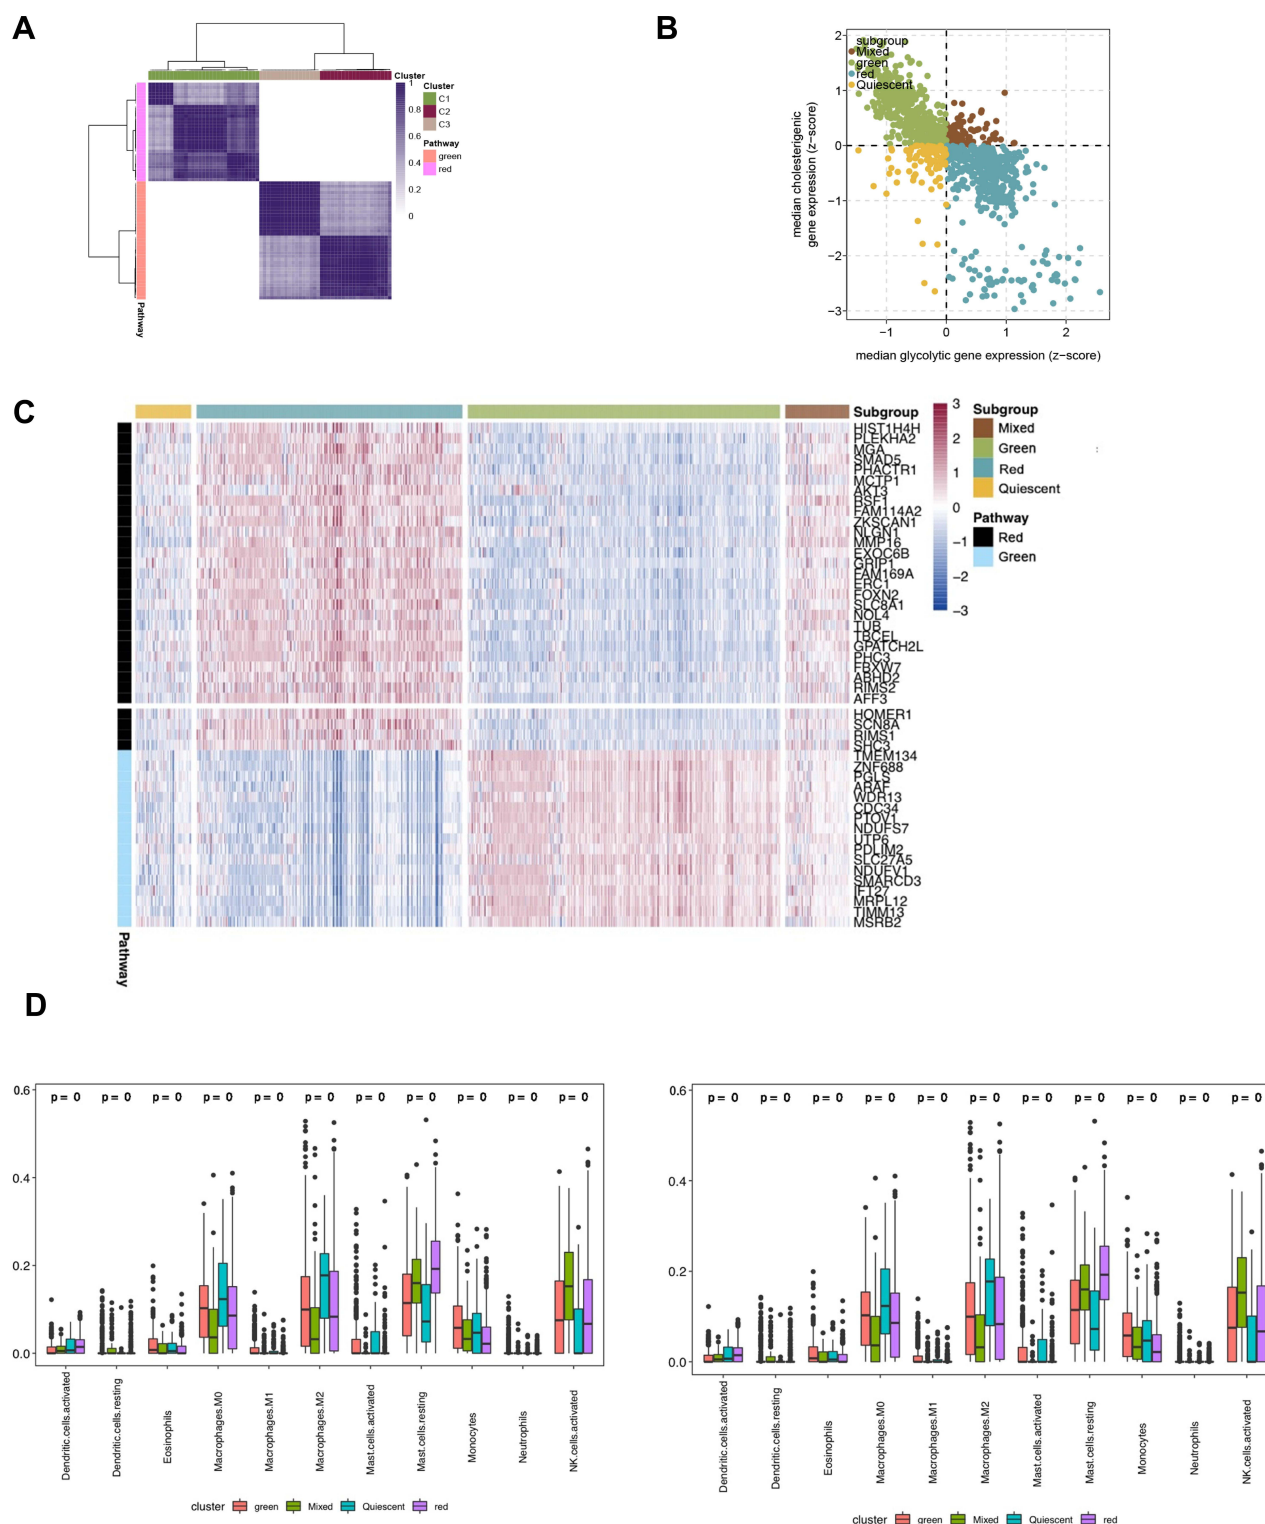 A
Cluster
1
0.8
0.6
0.4
0.2
0
Cluster
C1
C2
C3
Pathway
green
red
Pathway
B
subgroup
Mixed
green
red
Quiescent
2
1
0
−1
−2
−3
−1
0
1
2
median cholesterigenic
gene expression (z−score)
median glycolytic gene expression (z−score)
C
Subgroup
HIST1H4H
PLEKHA2
MGA
SMAD5
PHACTR1
MCTP1
AKT3
RSF1
FAM114A2
ZKSCAN1
NLGN1
MMP16
EXOC6B
GRIP1
FAM169A
ERC1
FOXN2
SLC8A1
NOL4
TUB
TBCEL
GPATCH2L
PHC3
FBXW7
ABHD2
RIMS2
AFF3
HOMER1
SCN8A
RIMS1
SHC3
TMEM134
ZNF688
PGLS
ARAF
WDR13
CDC34
PTOV1
NDUFS7
UTP6
PDLIM2
SLC27A5
NDUFV1
SMARCD3
IFT27
MRPL12
TIMM13
MSRB2
Pathway
3
2
1
0
−1
−2
−3
Subgroup
Mixed
Green
Red
Quiescent
Pathway
Red
Green
:
D
0.6
0.4
0.2
0.0
p = 0 p = 0 p = 0 p = 0 p = 0 p = 0 p = 0 p = 0 p = 0 p = 0 p = 0
Dendritic.cells.activated
Dendritic.cells.resting
Eosinophils
Macrophages.M0
Macrophages.M1
Macrophages.M2
Mast.cells.activated
Mast.cells.resting
Monocytes
Neutrophils
NK.cells.activated
cluster green Mixed Quiescent red
0.6
0.4
0.2
0.0
p = 0 p = 0 p = 0 p = 0 p = 0 p = 0 p = 0 p = 0 p = 0 p = 0 p = 0
Dendritic.cells.activated
Dendritic.cells.resting
Eosinophils
Macrophages.M0
Macrophages.M1
Macrophages.M2
Mast.cells.activated
Mast.cells.resting
Monocytes
Neutrophils
NK.cells.activated
cluster green Mixed Quiescent red